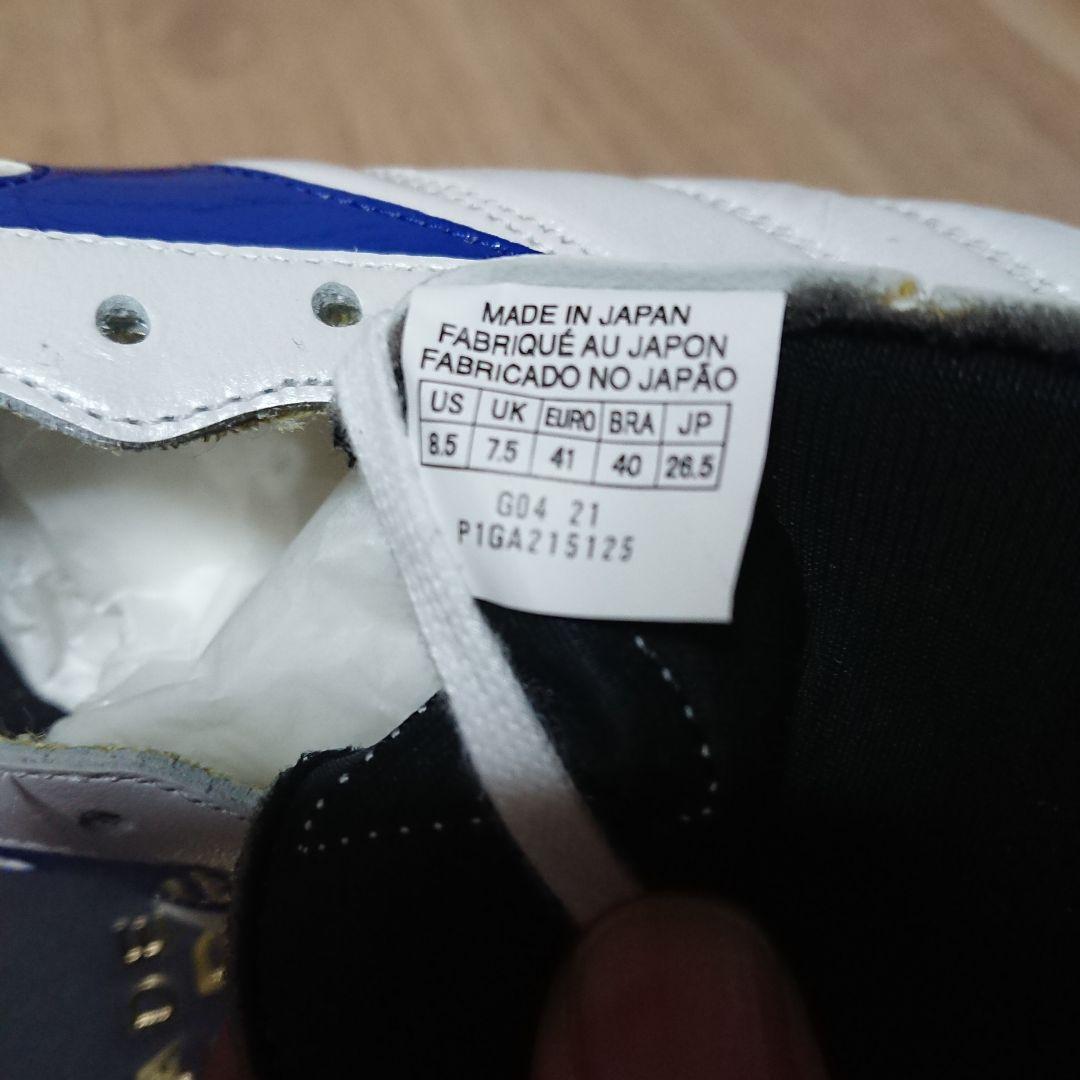 MADE IN JAPAN
FABRIQUÉ AU JAPON
FABRICADO NO JAPÃO
US UK EURO BRA JP
8.5 7.5 41 40 26.5
G04 21
P1GA215125